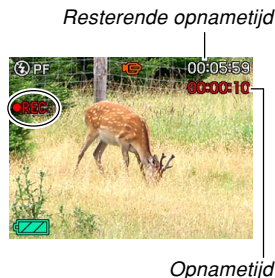 Resterende opnametijd
PF 00:05:59
00:00:10
●REC
Opnametijd